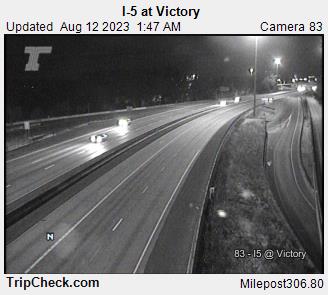 I-5 at Victory
Updated Aug 12 2023 1:47 AM Camera 83
T
N
83 - I5 @ Victory
TripCheck.com Milepost306.80